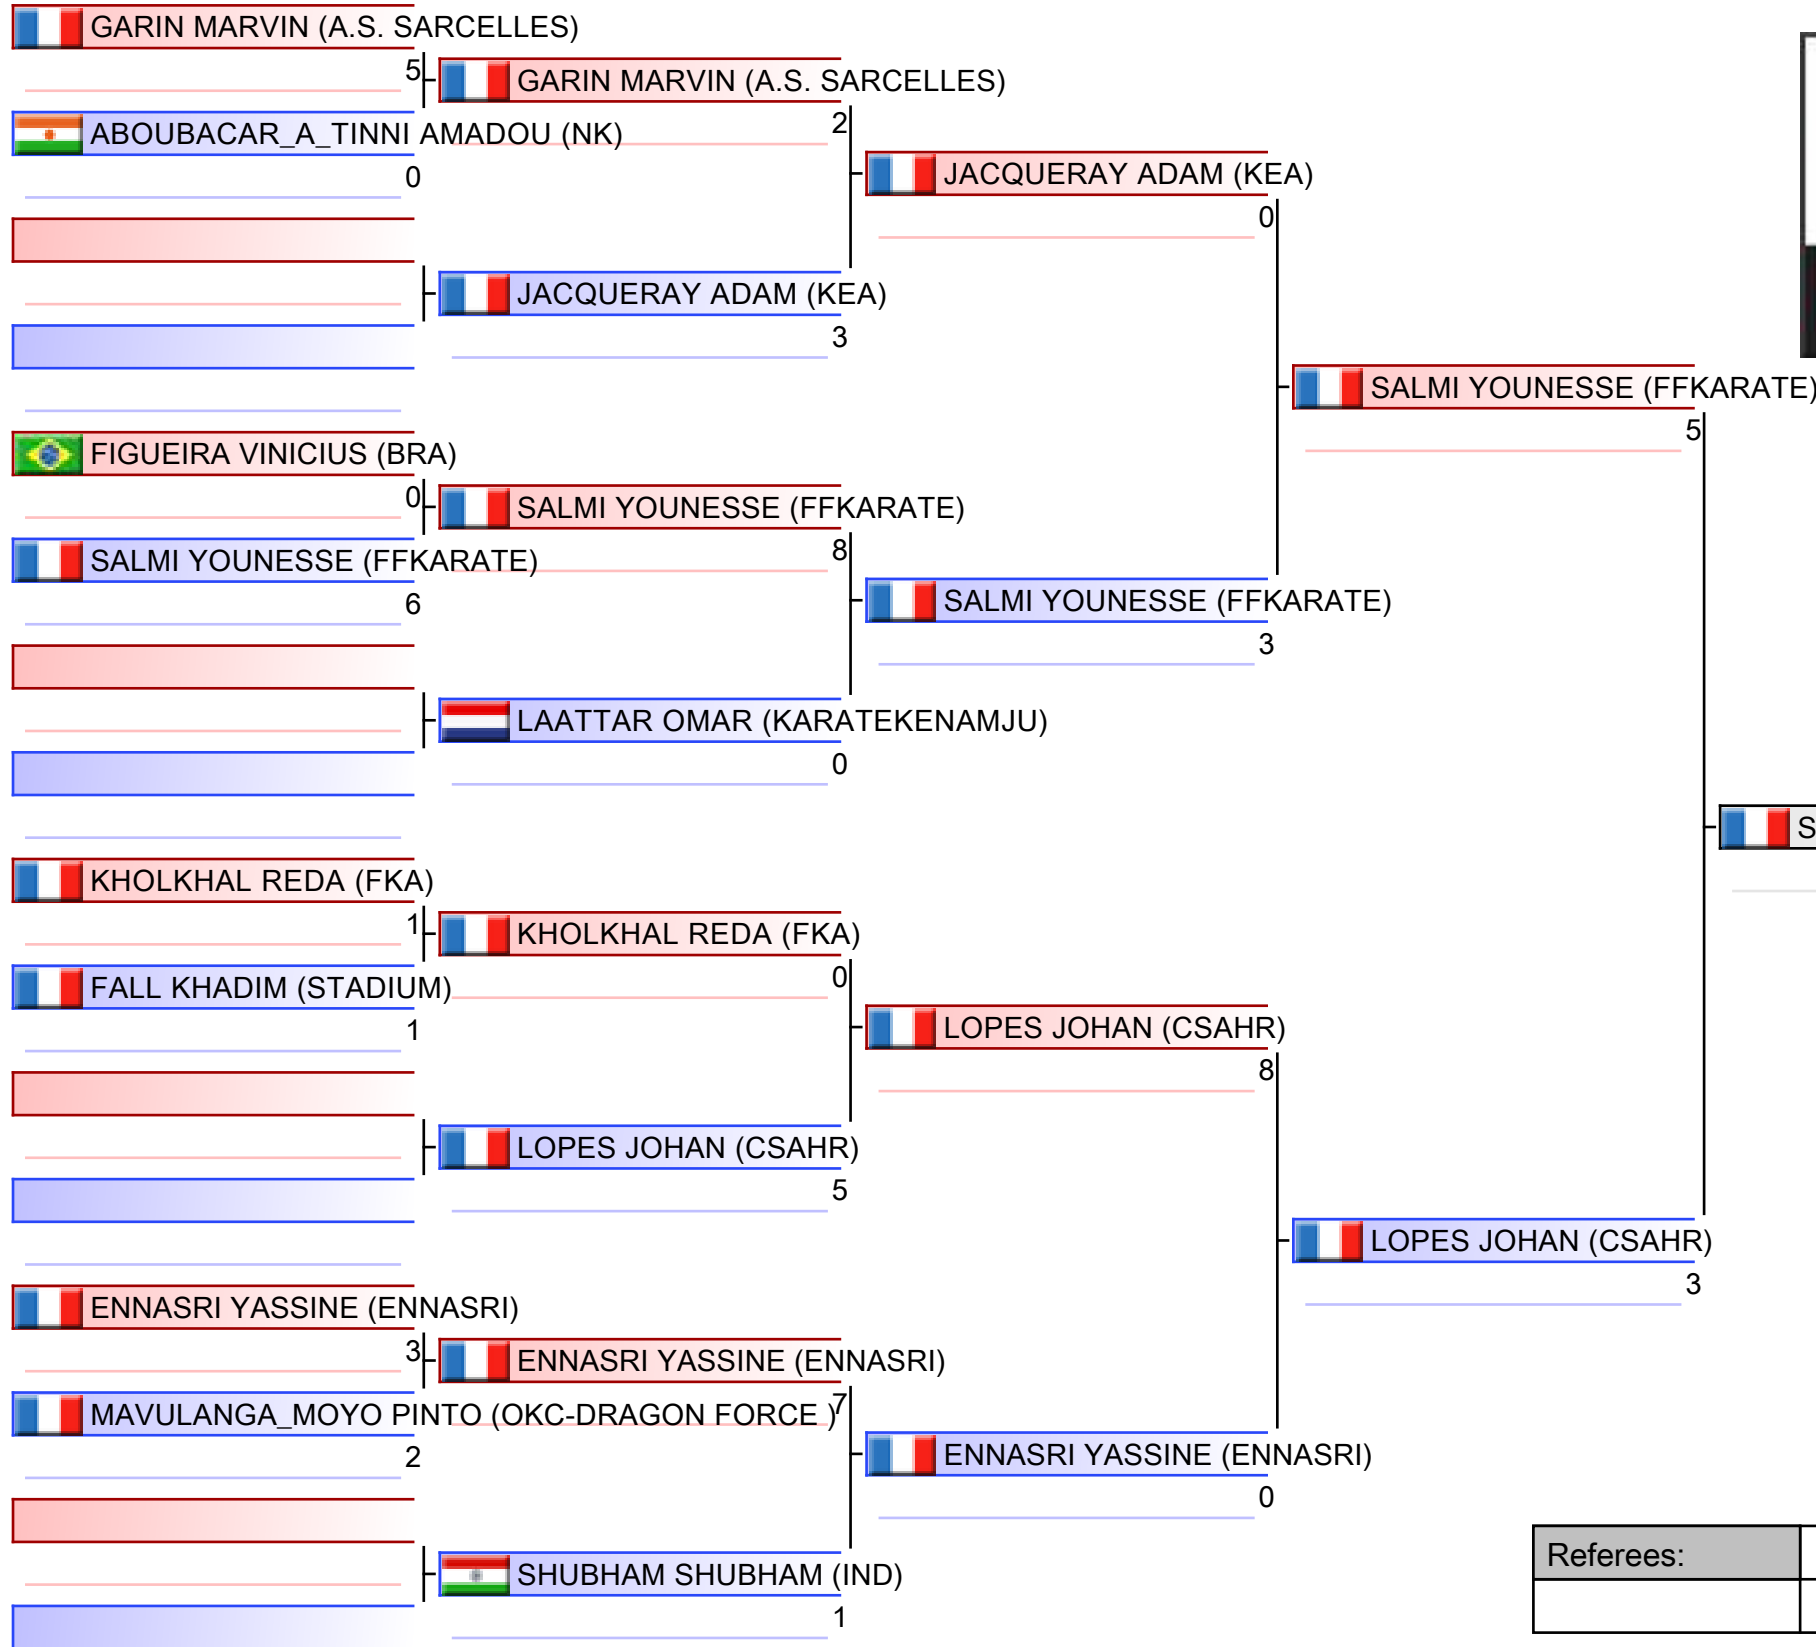 GARIN MARVIN (A.S. SARCELLES)
5
GARIN MARVIN (A.S. SARCELLES)
2
ABOUBACAR_A_TINNI AMADOU (NK)
0
JACQUERAY ADAM (KEA)
0
JACQUERAY ADAM (KEA)
3
SALMI YOUNESSE (FFKARATE)
5
FIGUEIRA VINICIUS (BRA)
0
SALMI YOUNESSE (FFKARATE)
8
SALMI YOUNESSE (FFKARATE)
6
SALMI YOUNESSE (FFKARATE)
3
LAATTAR OMAR (KARATEKENAMJU)
0
S
KHOLKHAL REDA (FKA)
1
KHOLKHAL REDA (FKA)
0
FALL KHADIM (STADIUM)
1
LOPES JOHAN (CSAHR)
8
LOPES JOHAN (CSAHR)
5
LOPES JOHAN (CSAHR)
3
ENNASRI YASSINE (ENNASRI)
3
ENNASRI YASSINE (ENNASRI)
7
MAVULANGA_MOYO PINTO (OKC-DRAGON FORCE )
2
ENNASRI YASSINE (ENNASRI)
0
SHUBHAM SHUBHAM (IND)
1
Referees: